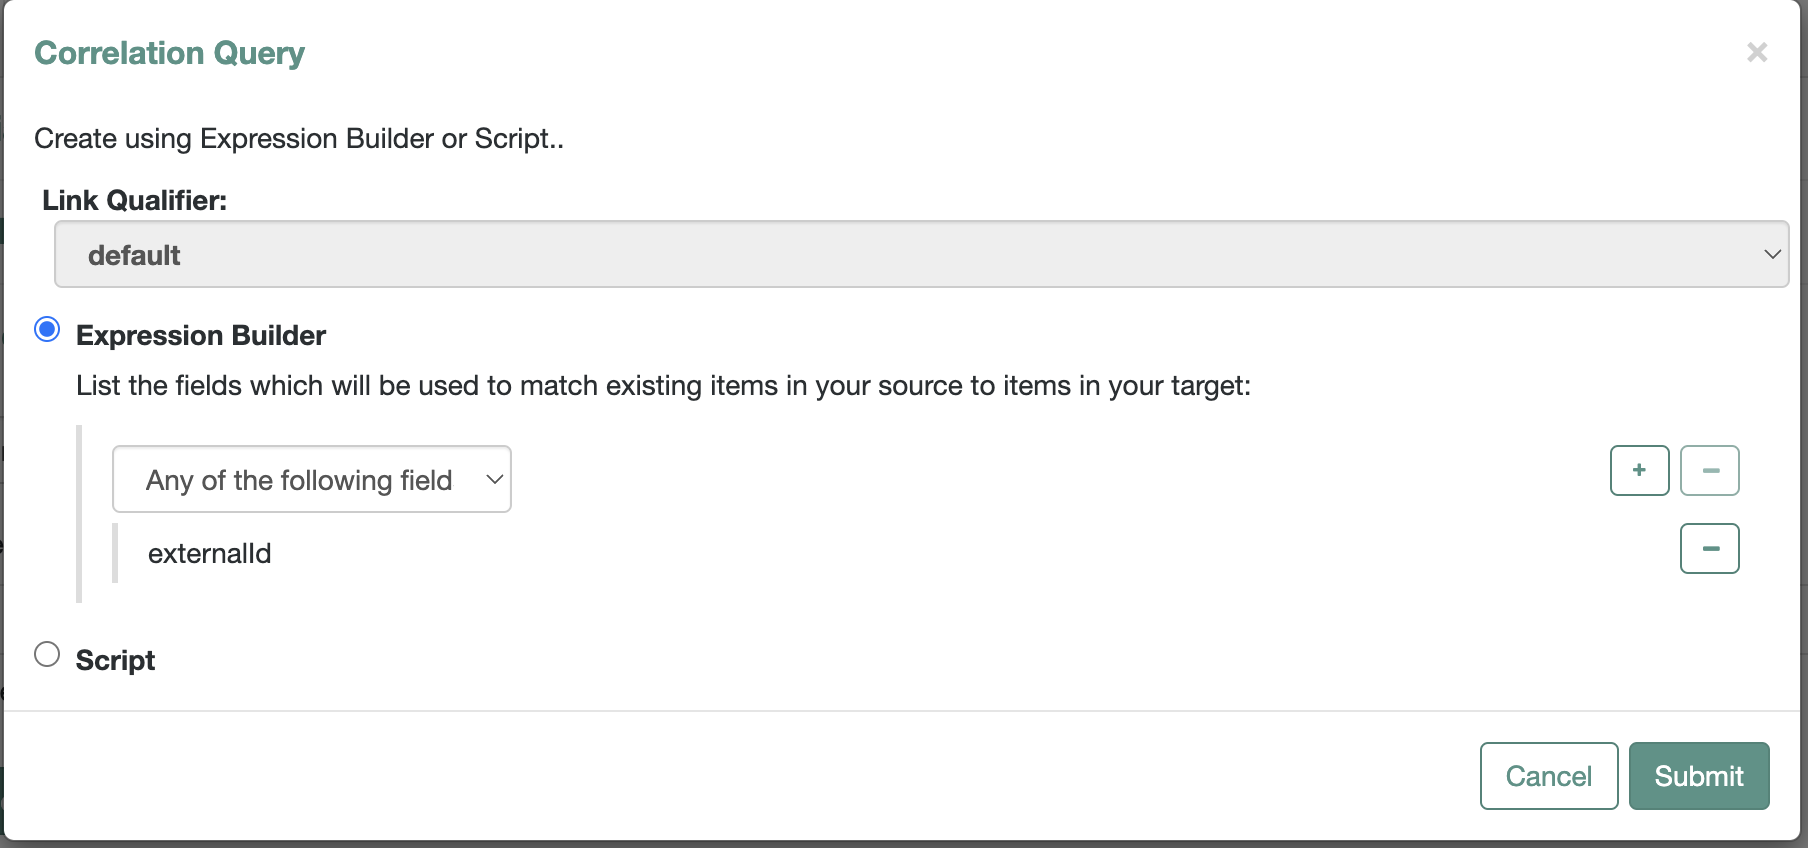 Correlation Query
×
Create using Expression Builder or Script..
Link Qualifier:
default
Expression Builder
List the fields which will be used to match existing items in your source to items in your target:
Any of the following field
+ −
externalId
−
Script
Cancel Submit